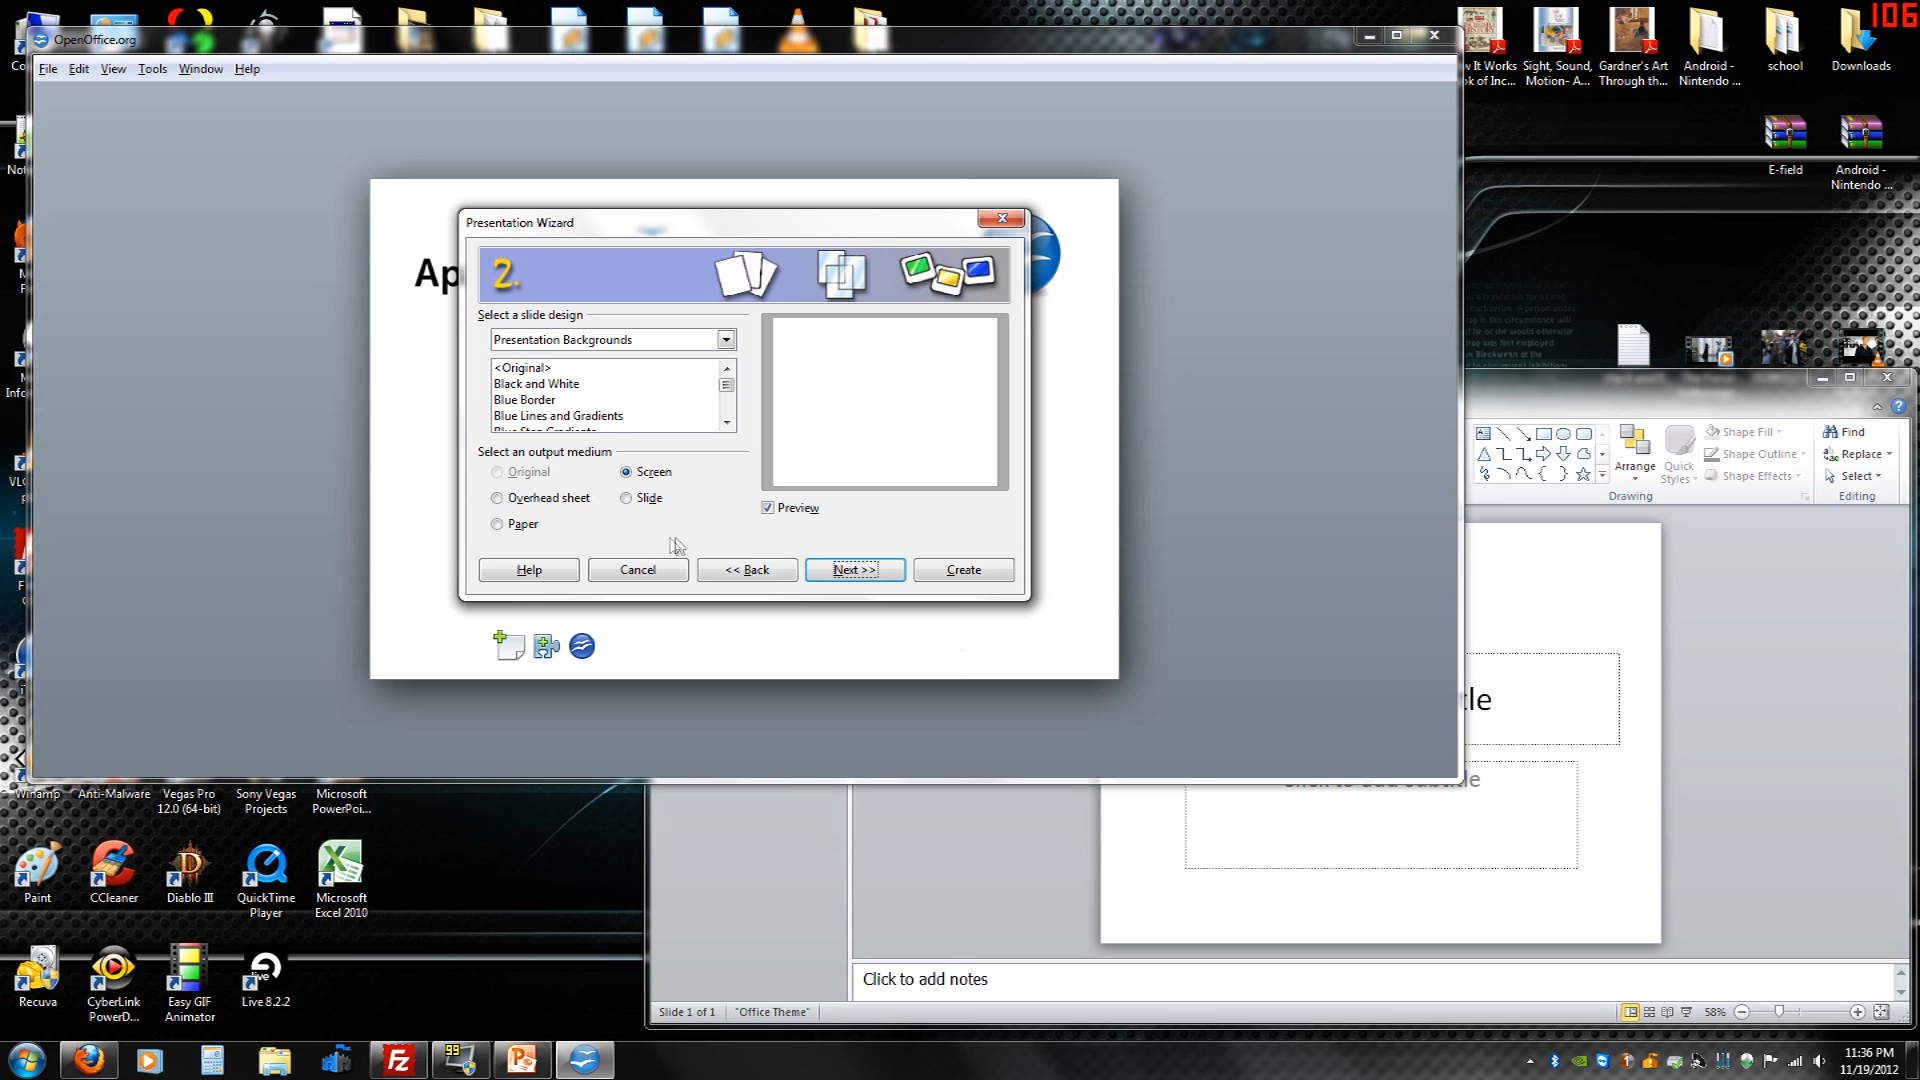 106
OpenOffice.org
File Edit View Tools Window Help
Presentation Wizard
2.
Select a slide design
Presentation Backgrounds
<Original>
Black and White
Blue Border
Blue Lines and Gradients
Select an output medium
Original
Screen
Overhead sheet
Slide
Paper
Preview
Help
Cancel
<< Back
Next >>
Create
Ap
Sight, Sound,
Motion- A...
Gardner's Art
Through th...
Android -
Nintendo ...
school
Downloads
E-field
Android -
Nintendo ...
Shape Fill
Shape Outline
Shape Effects
Arrange
Quick
Styles
Drawing
Find
Replace
Select
Editing
Click to add notes
Slide 1 of 1
"Office Theme"
58%
Winamp
Anti-Malware
Vegas Pro
12.0 (64-bit)
Sony Vegas
Projects
Microsoft
PowerPoi...
Paint
CCleaner
Diablo III
QuickTime
Player
Microsoft
Excel 2010
Recuva
CyberLink
PowerD...
Easy GIF
Animator
live
Live 8.2.2
99
11:36 PM
11/19/2012